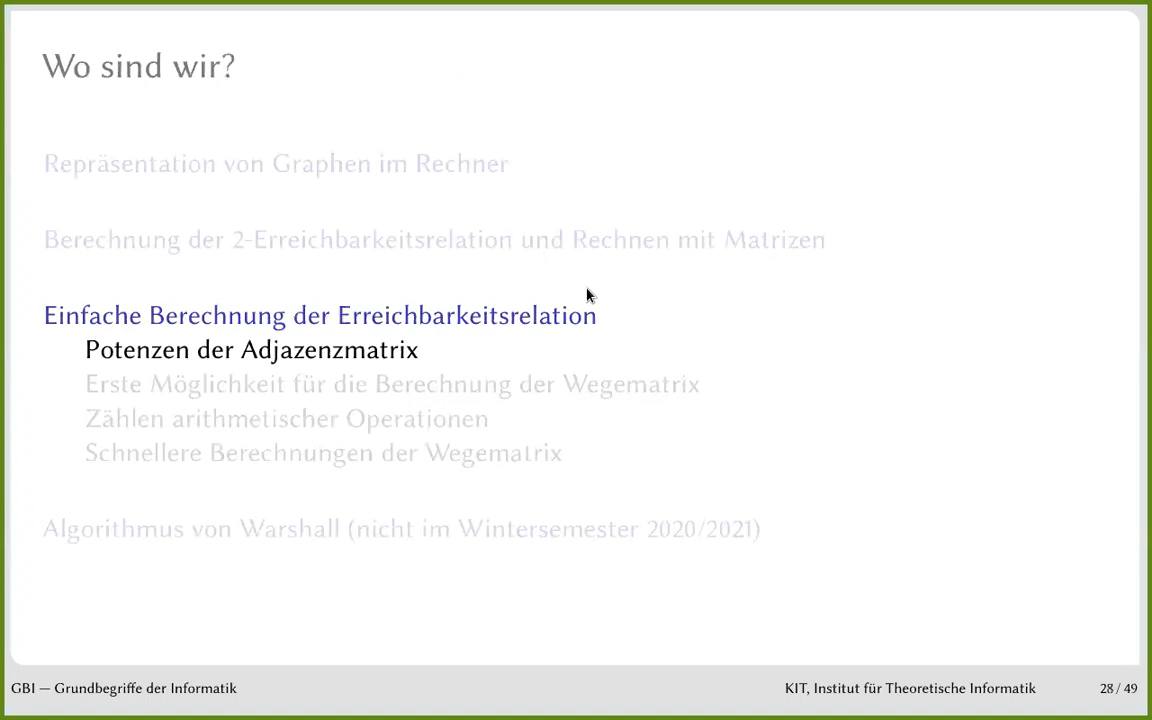 Wo sind wir?
Repräsentation von Graphen im Rechner
Berechnung der 2-Erreichbarkeitsrelation und Rechnen mit Matrizen
Einfache Berechnung der Erreichbarkeitsrelation
Potenzen der Adjazenzmatrix
Erste Möglichkeit für die Berechnung der Wegematrix
Zählen arithmetischer Operationen
Schnellere Berechnungen der Wegematrix
Algorithmus von Warshall (nicht im Wintersemester 2020/2021)
GBI — Grundbegriffe der Informatik KIT, Institut für Theoretische Informatik 28 / 49